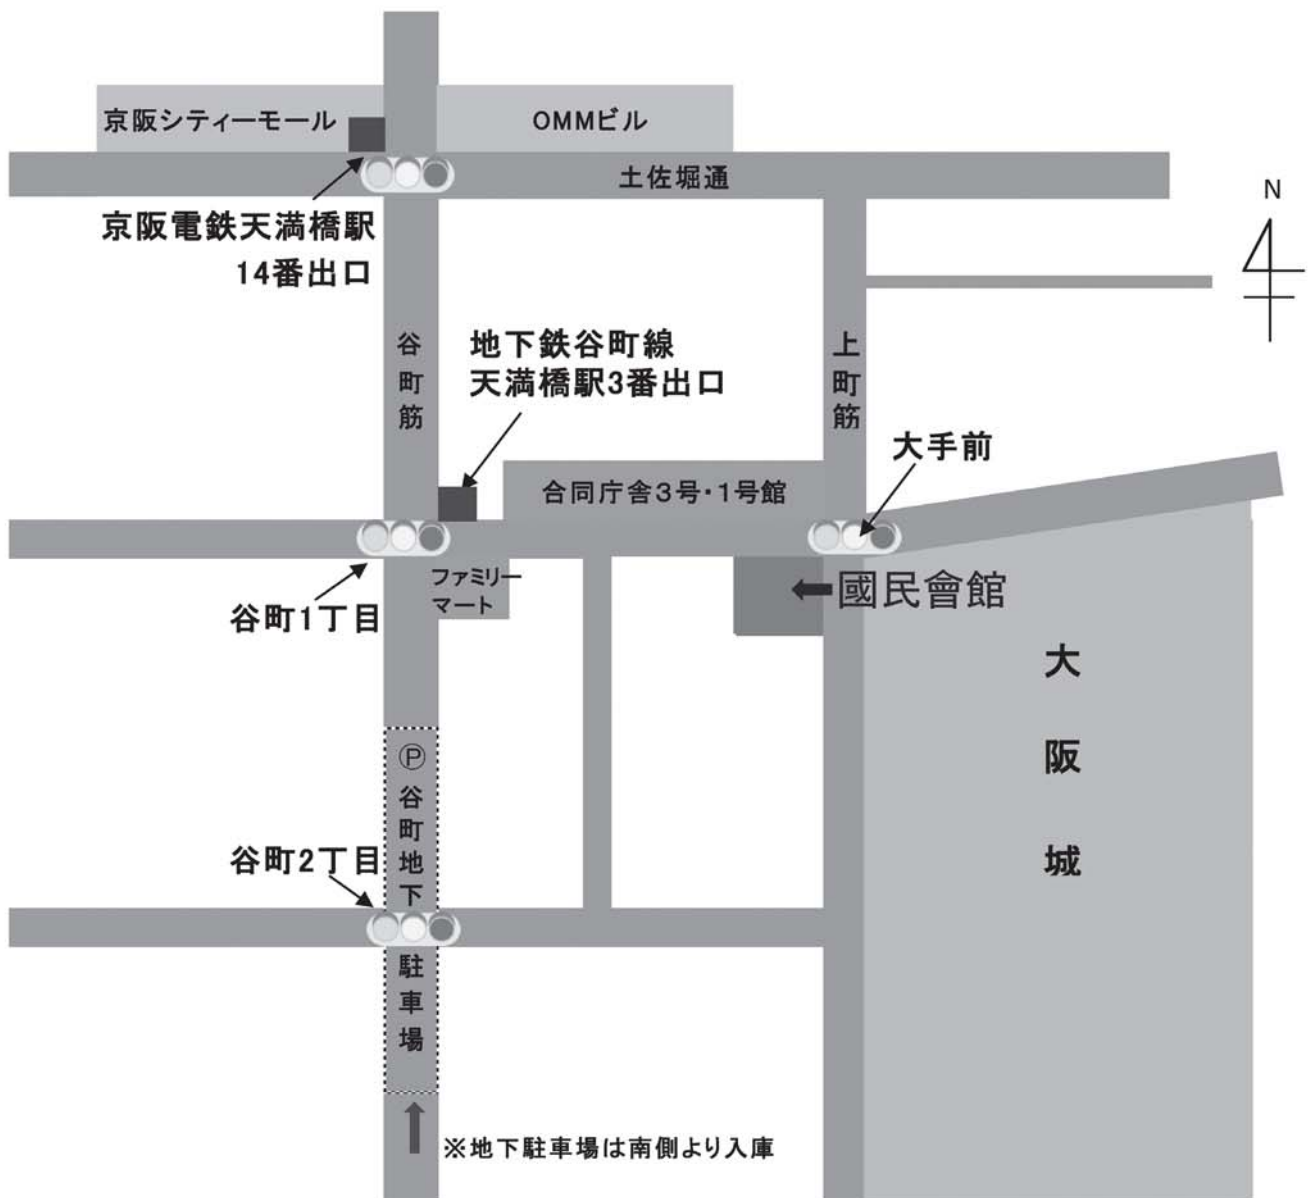 京阪シティーモール
OMMビル
土佐堀通
N
京阪電鉄天満橋駅
14番出口
谷町筋
地下鉄谷町線
天満橋駅3番出口
上町筋
大手前
合同庁舎3号・1号館
ファミリー
マート
國民會館
谷町1丁目
大阪城
Ⓟ谷町地下駐車場
谷町2丁目
※地下駐車場は南側より入庫